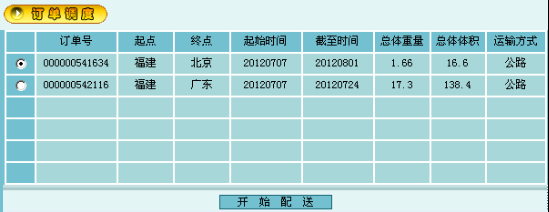 订单调度
订单号 起点 终点 起始时间 截至时间 总体重量 总体体积 运输方式
000000541634 福建 北京 20120707 20120801 1.66 16.6 公路
000000542116 福建 广东 20120707 20120724 17.3 138.4 公路
开始配送